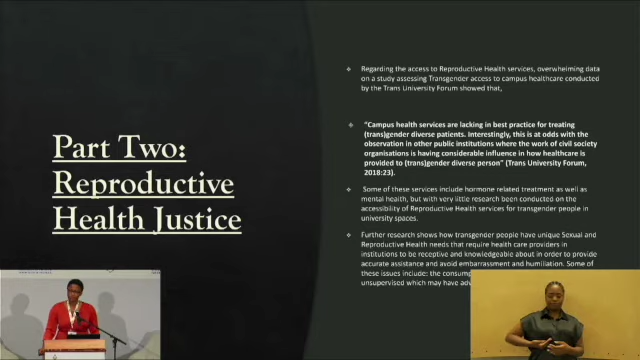 Part Two:
Reproductive
Health Justice
Regarding the access to Reproductive Health services, overwhelming data
on a study assessing Transgender access to campus healthcare conducted
by the Trans University Forum showed that,
"Campus health services are lacking in best practice for treating
(trans)gender diverse patients. Interestingly, this is at odds with the
observation in other public institutions where the work of civil society
organisations is having considerable influence in how healthcare is
provided to (trans)gender diverse person" (Trans University Forum,
2018:23).
Some of these services include hormone related treatment as well as
mental health, but with very little research been conducted on the
accessibility of Reproductive Health services for transgender people in
university spaces.
Further research shows how transgender people have unique Sexual and
Reproductive Health needs that require health care providers in
institutions to be receptive and knowledgeable about in order to provide
accurate assistance and avoid embarrassment and humiliation. Some of
these issues include: the
unsupervised which may have